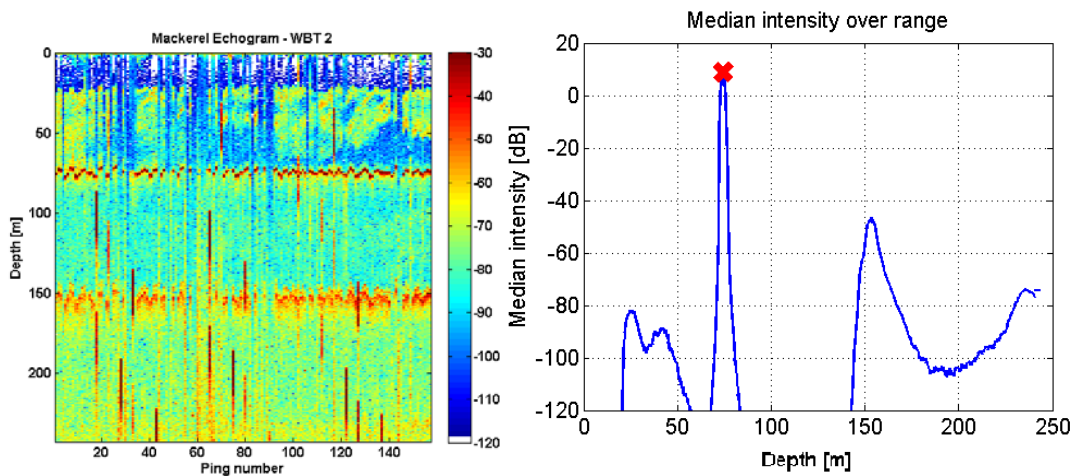 Mackerel Echogram - WBT 2
Depth [m]
0
50
100
150
200
20 40 60 80 100 120 140
Ping number
-30
-40
-50
-60
-70
-80
-90
-100
-110
-120
Median intensity over range
Median intensity [dB]
20
0
-20
-40
-60
-80
-100
-120
0 50 100 150 200 250
Depth [m]